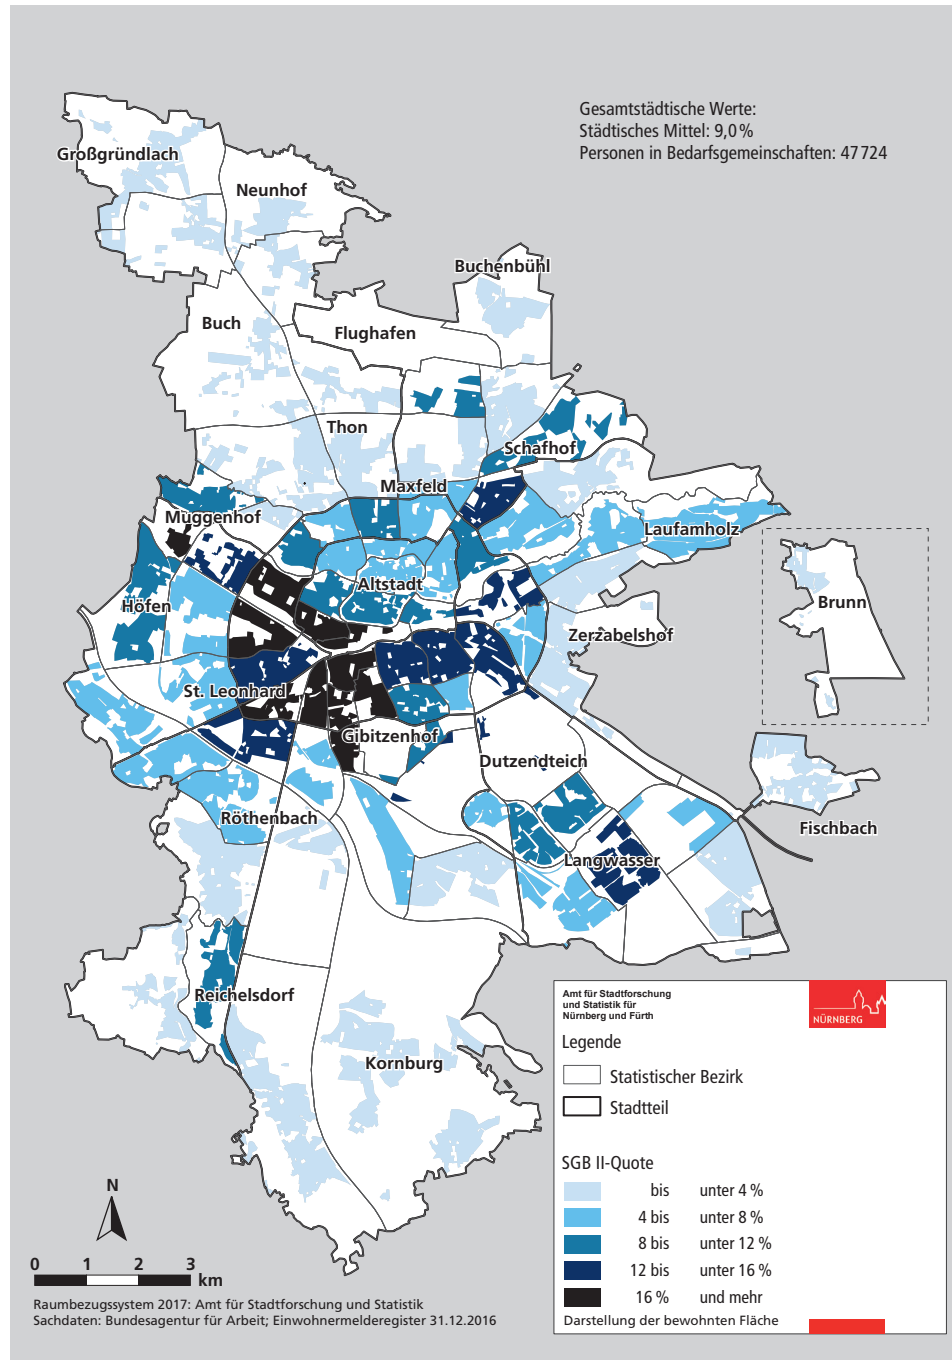 Gesamtstädtische Werte:
Städtisches Mittel: 9,0 %
Personen in Bedarfsgemeinschaften: 47 724
Großgründlach
Neunhof
Buchenbühl
Buch
Flughafen
Thon
Schafhof
Maxfeld
Muggenhof
Laufamholz
Altstadt
Höfen
Brunn
Zerzabelshof
St. Leonhard
Gibitzenhof
Dutzendteich
Röthenbach
Fischbach
Langwasser
Reichelsdorf
Kornburg
Amt für Stadtforschung
und Statistik für
Nürnberg und Fürth
NÜRNBERG
Legende
Statistischer Bezirk
Stadtteil
SGB II-Quote
bis unter 4 %
4 bis unter 8 %
8 bis unter 12 %
12 bis unter 16 %
16 % und mehr
Darstellung der bewohnten Fläche
N
0 1 2 3
km
Raumbezugssystem 2017: Amt für Stadtforschung und Statistik
Sachdaten: Bundesagentur für Arbeit; Einwohnermelderegister 31.12.2016